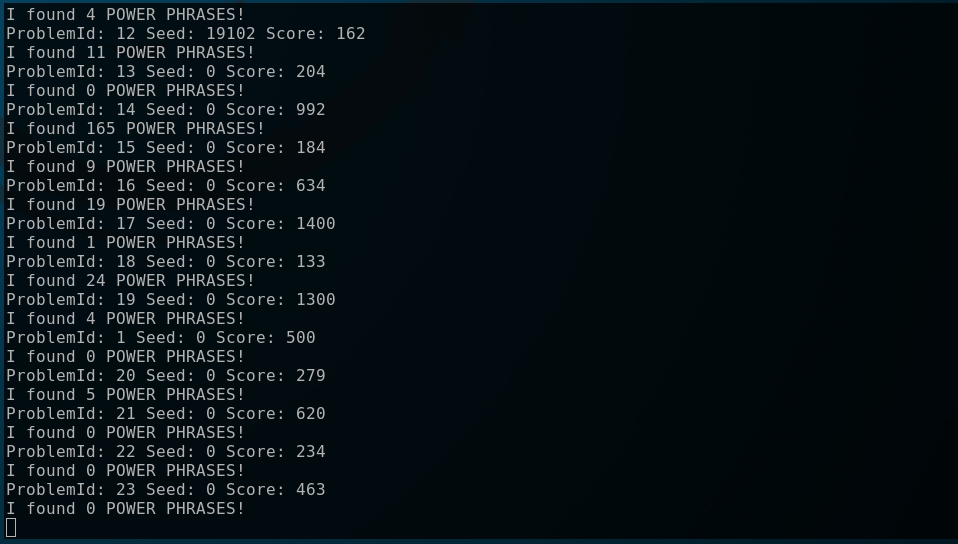 I found 4 POWER PHRASES!
ProblemId: 12 Seed: 19102 Score: 162
I found 11 POWER PHRASES!
ProblemId: 13 Seed: 0 Score: 204
I found 0 POWER PHRASES!
ProblemId: 14 Seed: 0 Score: 992
I found 165 POWER PHRASES!
ProblemId: 15 Seed: 0 Score: 184
I found 9 POWER PHRASES!
ProblemId: 16 Seed: 0 Score: 634
I found 19 POWER PHRASES!
ProblemId: 17 Seed: 0 Score: 1400
I found 1 POWER PHRASES!
ProblemId: 18 Seed: 0 Score: 133
I found 24 POWER PHRASES!
ProblemId: 19 Seed: 0 Score: 1300
I found 4 POWER PHRASES!
ProblemId: 1 Seed: 0 Score: 500
I found 0 POWER PHRASES!
ProblemId: 20 Seed: 0 Score: 279
I found 5 POWER PHRASES!
ProblemId: 21 Seed: 0 Score: 620
I found 0 POWER PHRASES!
ProblemId: 22 Seed: 0 Score: 234
I found 0 POWER PHRASES!
ProblemId: 23 Seed: 0 Score: 463
I found 0 POWER PHRASES!